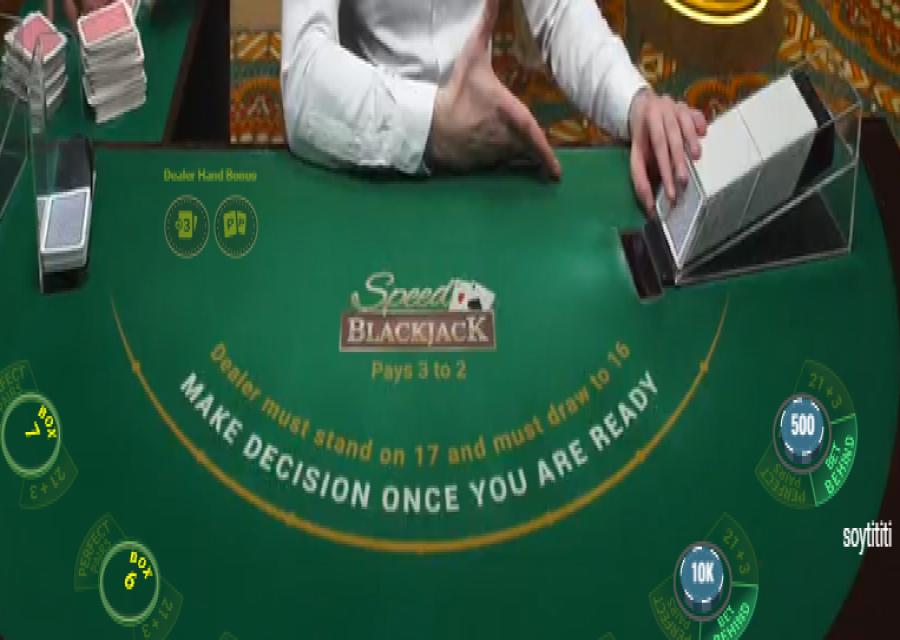 Dealer Hand Bonus
Speed
BLACKJACK
Pays 3 to 2
Dealer must stand on 17 and must draw to 16
MAKE DECISION ONCE YOU ARE READY
PERFECT
BOX
7
21+3
21+3
500
BET
BEHIND
PERFECT
PAIRS
soytititi
PERFECT
PAIRS
BOX
6
21+3
21+3
10K
BET
BEHIND
PERFECT
PAIRS